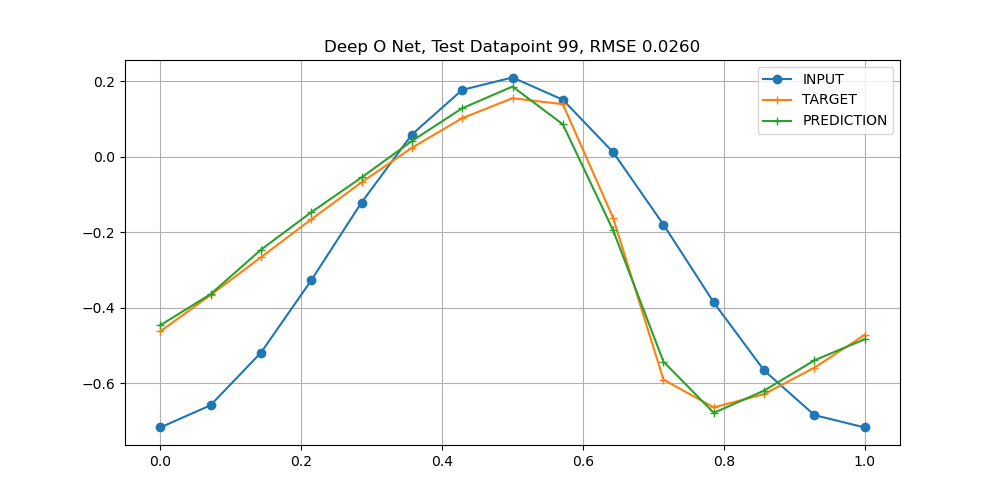 Deep O Net, Test Datapoint 99, RMSE 0.0260
INPUT
TARGET
PREDICTION
0.2
0.0
−0.2
−0.4
−0.6
0.0 0.2 0.4 0.6 0.8 1.0